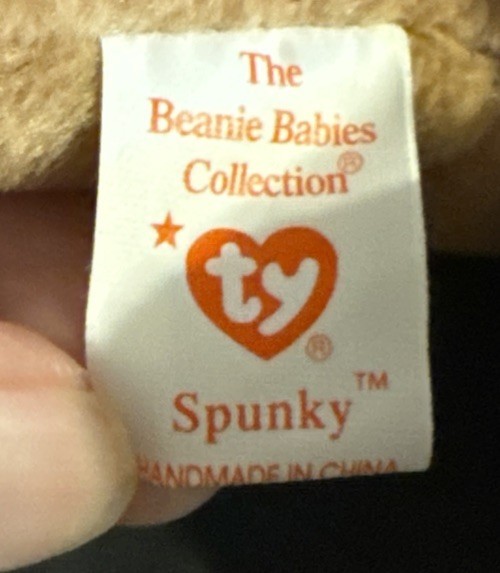 The
Beanie Babies
Collection®
★ ty®
Spunky™
HANDMADE IN CHINA